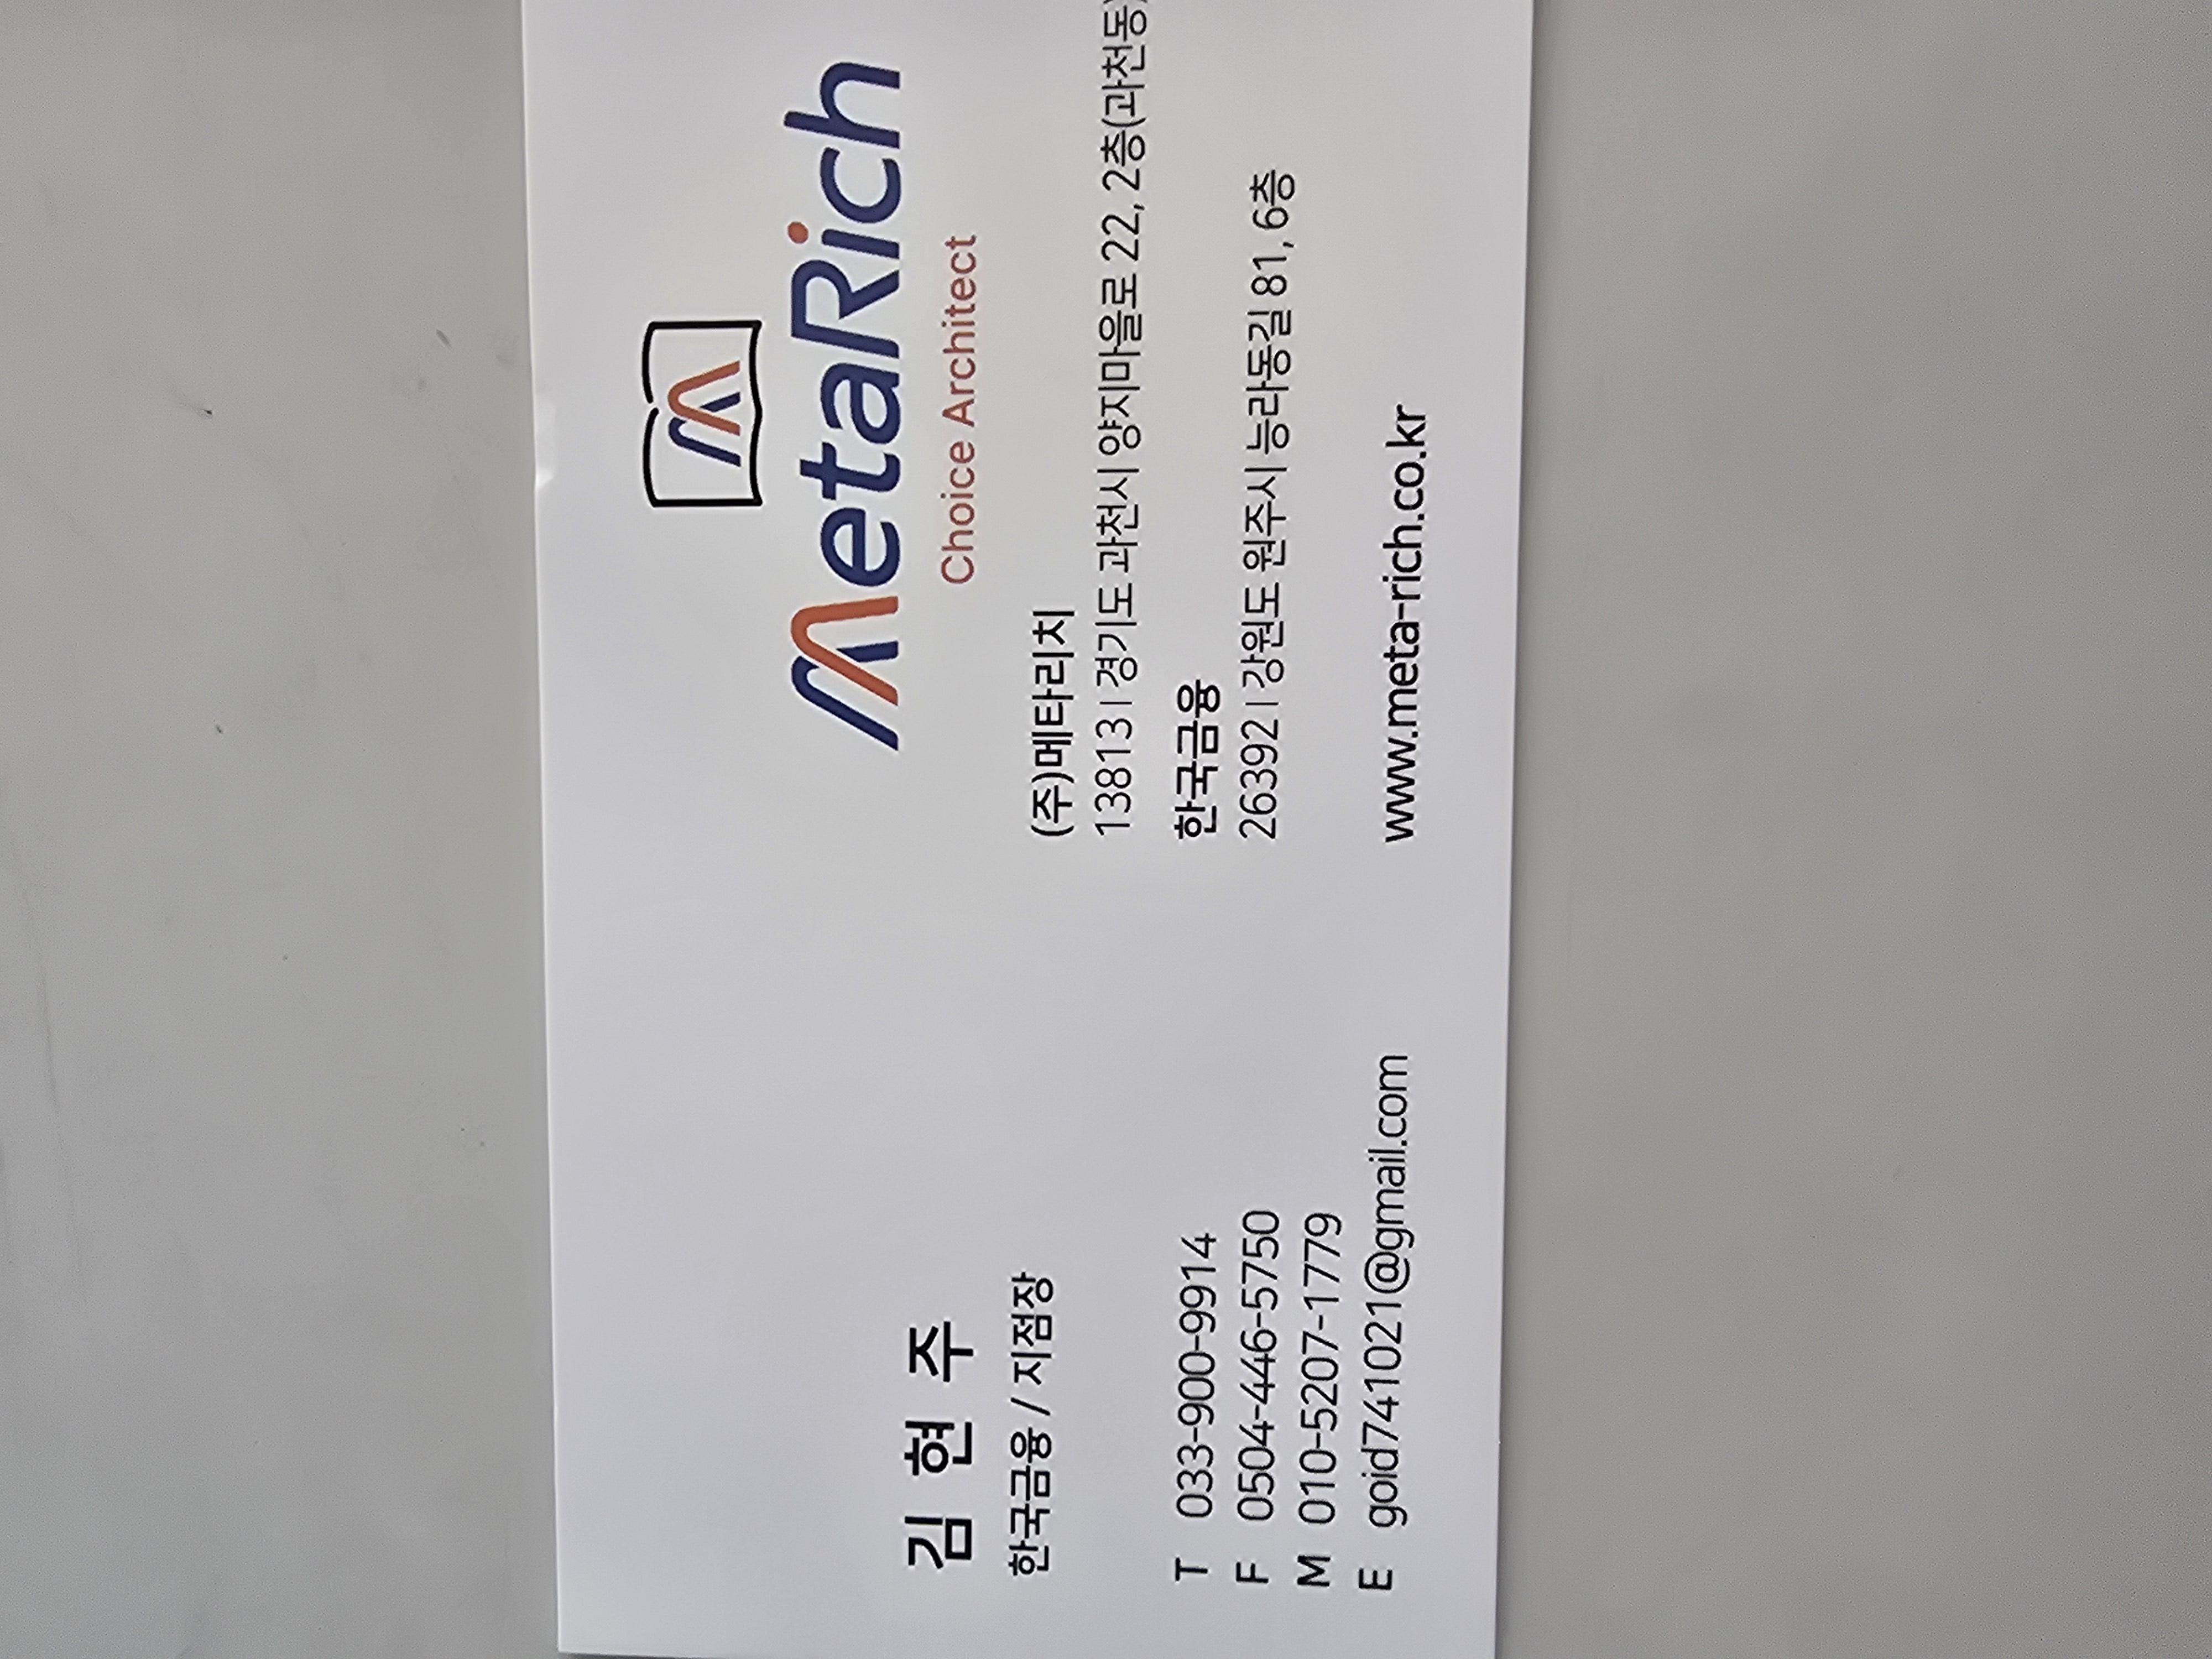 MetaRich
Choice Architect
김현주
한국금융 / 지점장
T 033-900-9914
F 0504-446-5750
M 010-5207-1779
E goid741021@gmail.com
(주)메타리치
13813 | 경기도 과천시 양지마을로 22, 2층(과천동)
한국금융
26392 | 강원도 원주시 능라동길 81, 6층
www.meta-rich.co.kr